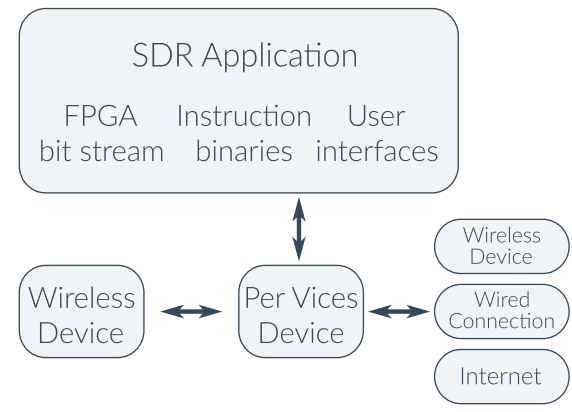 SDR Application
FPGA
bit stream
Instruction
binaries
User
interfaces
Wireless
Device
Per Vices
Device
Wireless
Device
Wired
Connection
Internet